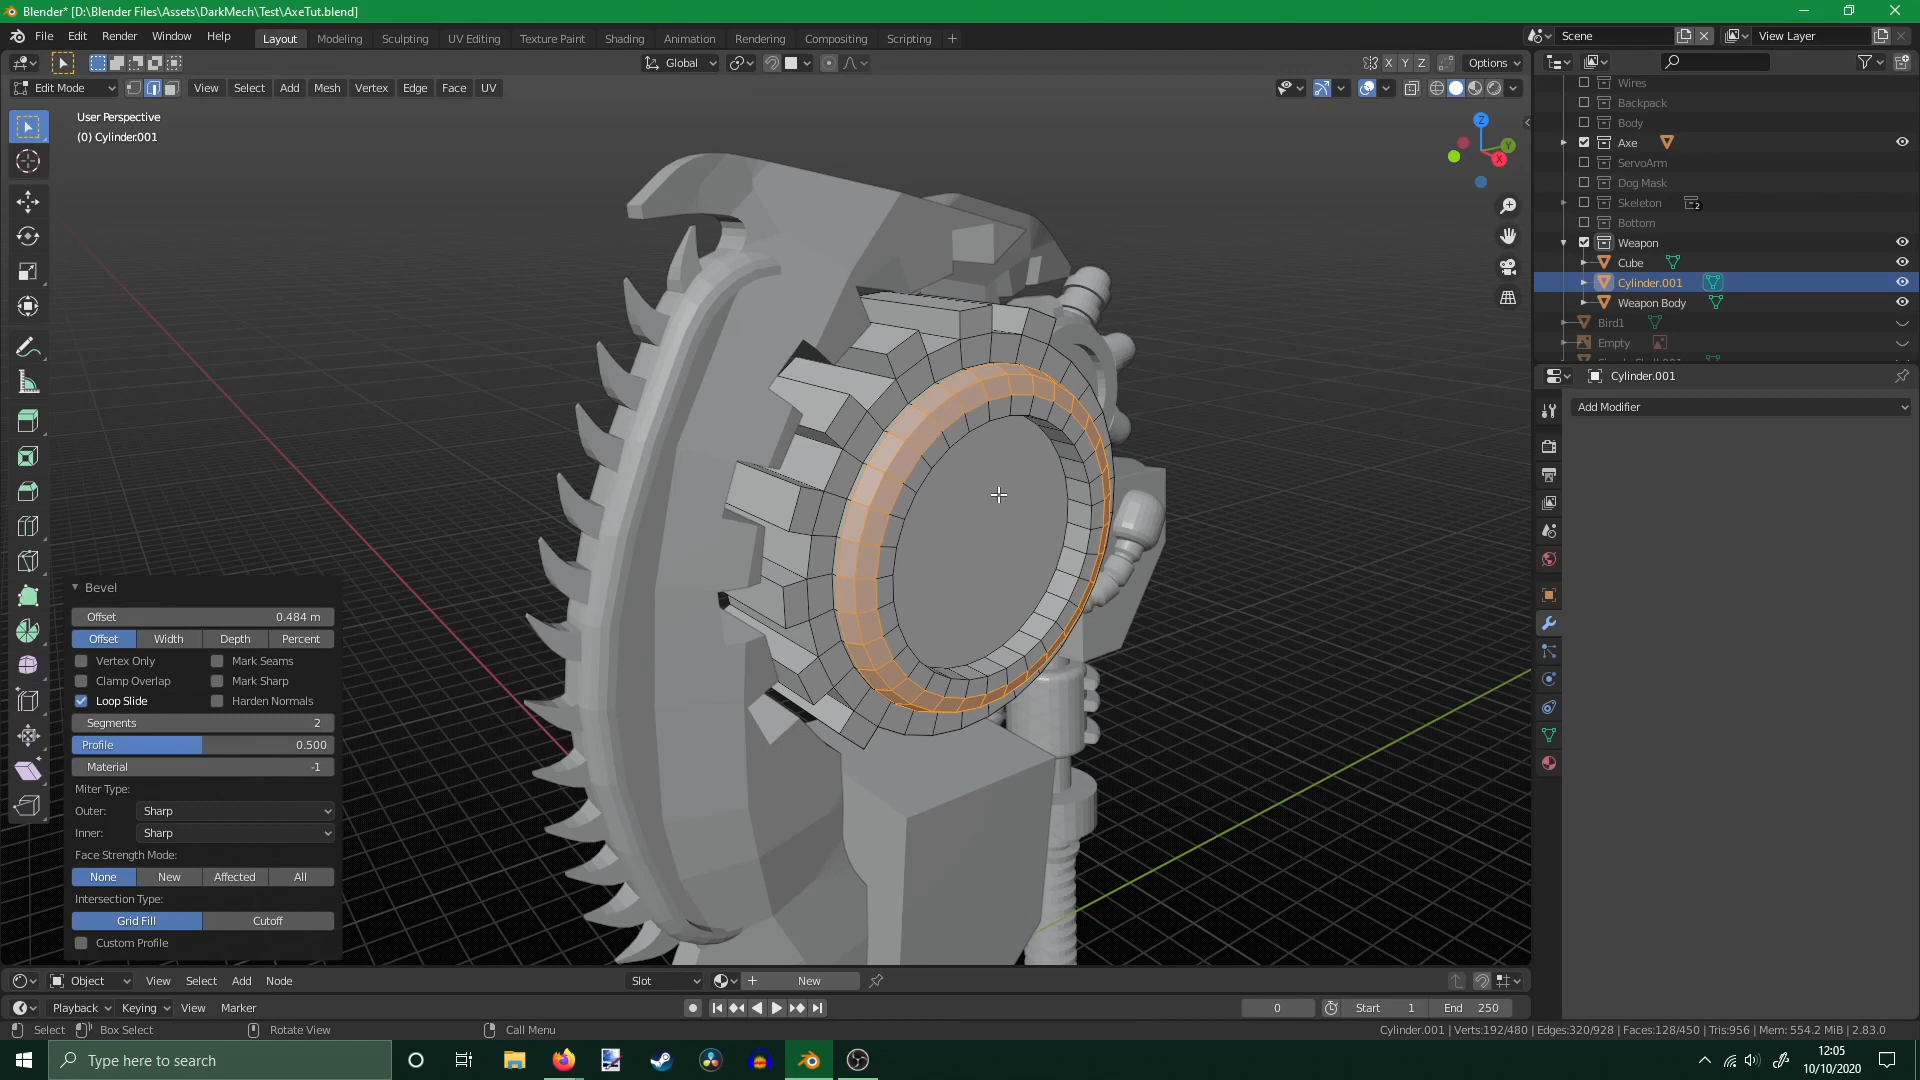 Blender* [D:\Blender Files\Assets\DarkMech\Test\AxeTut.blend]
File Edit Render Window Help Layout Modeling Sculpting UV Editing Texture Paint Shading Animation Rendering Compositing Scripting + Scene View Layer
Global X Y Z Options
Edit Mode View Select Add Mesh Vertex Edge Face UV
User Perspective
(0) Cylinder.001
Z
Y
X
Wires
Backpack
Body
Axe
ServoArm
Dog Mask
Skeleton 2
Bottom
Weapon
Cube
Cylinder.001
Weapon Body
Bird1
Empty
Cylinder.001
Add Modifier
Bevel
Offset 0.484 m
Offset Width Depth Percent
Vertex Only Mark Seams
Clamp Overlap Mark Sharp
Loop Slide Harden Normals
Segments 2
Profile 0.500
Material -1
Miter Type:
Outer: Sharp
Inner: Sharp
Face Strength Mode:
None New Affected All
Intersection Type:
Grid Fill Cutoff
Custom Profile
Object View Select Add Node Slot + New
Playback Keying View Marker 0 Start 1 End 250
Select Box Select Rotate View Call Menu Cylinder.001 | Verts:192/480 | Edges:320/928 | Faces:128/450 | Tris:956 | Mem: 554.2 MiB | 2.83.0
Type here to search
12:05
10/10/2020